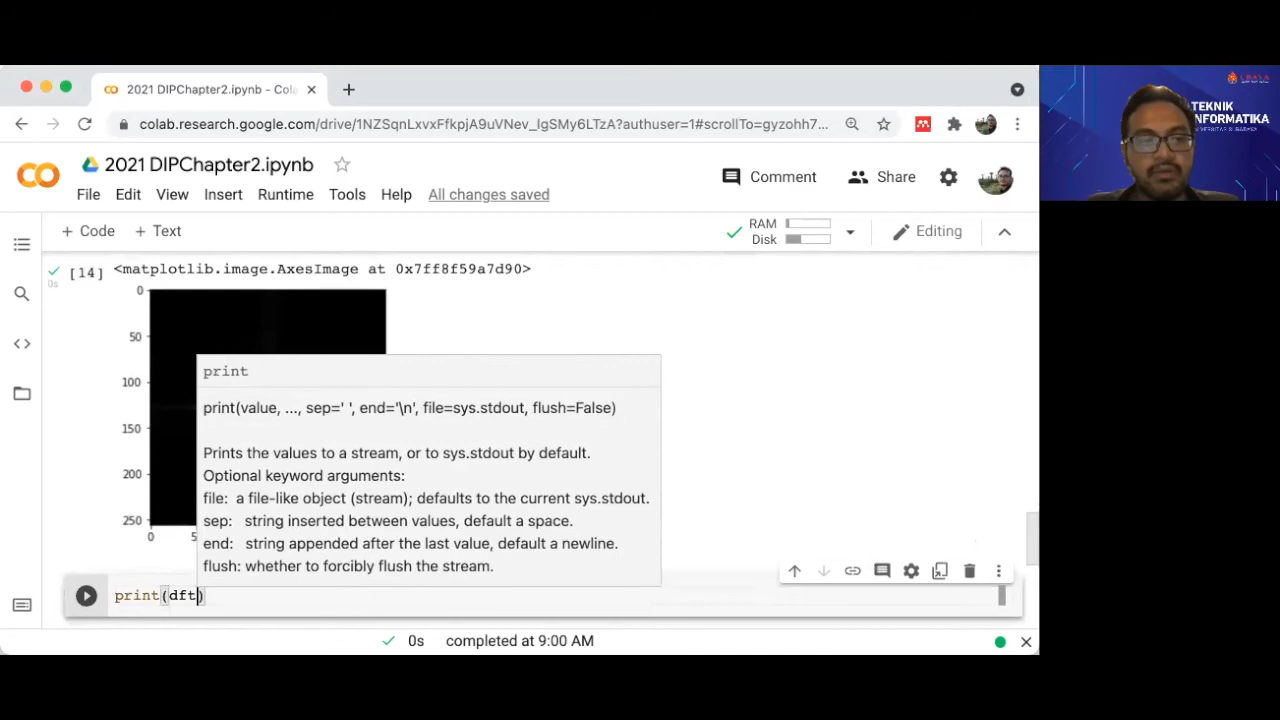 2021 DIPChapter2.ipynb - Cola
colab.research.google.com/drive/1NZSqnLxvxFfkpjA9uVNev_lgSMy6LTzA?authuser=1#scrollTo=gyzohh7...
2021 DIPChapter2.ipynb
Comment
Share
File Edit View Insert Runtime Tools Help All changes saved
+ Code + Text
RAM
Disk
Editing
[14] <matplotlib.image.AxesImage at 0x7ff8f59a7d90>
0s
0
50
100
150
200
250
0
print
print(value, ..., sep=' ', end='\n', file=sys.stdout, flush=False)
Prints the values to a stream, or to sys.stdout by default.
Optional keyword arguments:
file: a file-like object (stream); defaults to the current sys.stdout.
sep: string inserted between values, default a space.
end: string appended after the last value, default a newline.
flush: whether to forcibly flush the stream.
print(dft)
0s completed at 9:00 AM
UBAYA
TEKNIK
INFORMATIKA